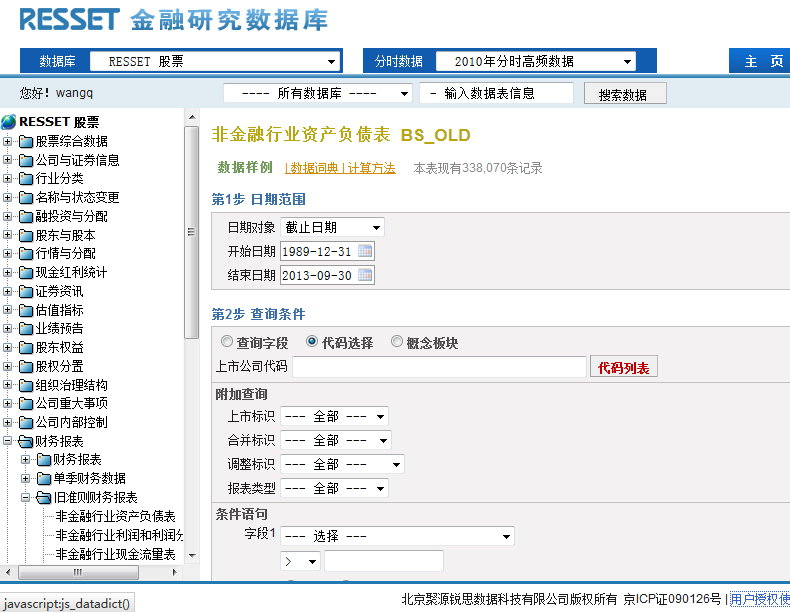 RESSET 金融研究数据库
数据库 RESSET 股票 分时数据 2010年分时高频数据 主 页
您好！wangq ---- 所有数据库 ---- - 输入数据表信息 搜索数据
RESSET 股票
股票综合数据
公司与证券信息
行业分类
名称与状态变更
融投资与分配
股东与股本
行情与分配
现金红利统计
证券资讯
估值指标
业绩预告
股东权益
股权分置
组织治理结构
公司重大事项
公司内部控制
财务报表
财务报表
单季财务数据
旧准则财务报表
非金融行业资产负债表
非金融行业利润和利润分
非金融行业现金流量表
非金融行业资产负债表 BS_OLD
数据样例 | 数据词典 | 计算方法 本表现有338,070条记录
第1步 日期范围
日期对象 截止日期
开始日期 1989-12-31
结束日期 2013-09-30
第2步 查询条件
查询字段 代码选择 概念板块
上市公司代码 代码列表
附加查询
上市标识 --- 全部 ---
合并标识 --- 全部 ---
调整标识 --- 全部 ---
报表类型 --- 全部 ---
条件语句
字段1 --- 选择 ---
>
北京聚源锐思数据科技有限公司版权所有 京ICP证090126号 | 用户授权使
javascript:js_datadict()